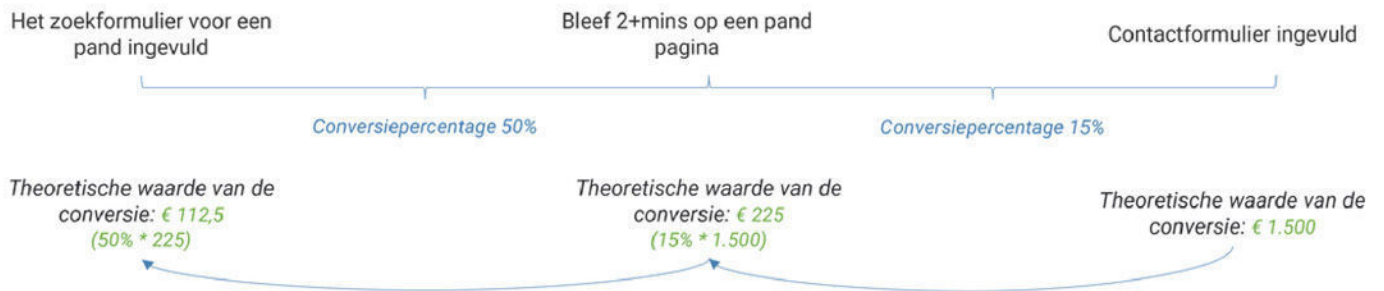 Het zoekformulier voor een
pand ingevuld
Bleef 2+mins op een pand
pagina
Contactformulier ingevuld
Conversiepercentage 50%
Conversiepercentage 15%
Theoretische waarde van de
conversie: € 112,5
(50% * 225)
Theoretische waarde van de
conversie: € 225
(15% * 1.500)
Theoretische waarde van de
conversie: € 1.500